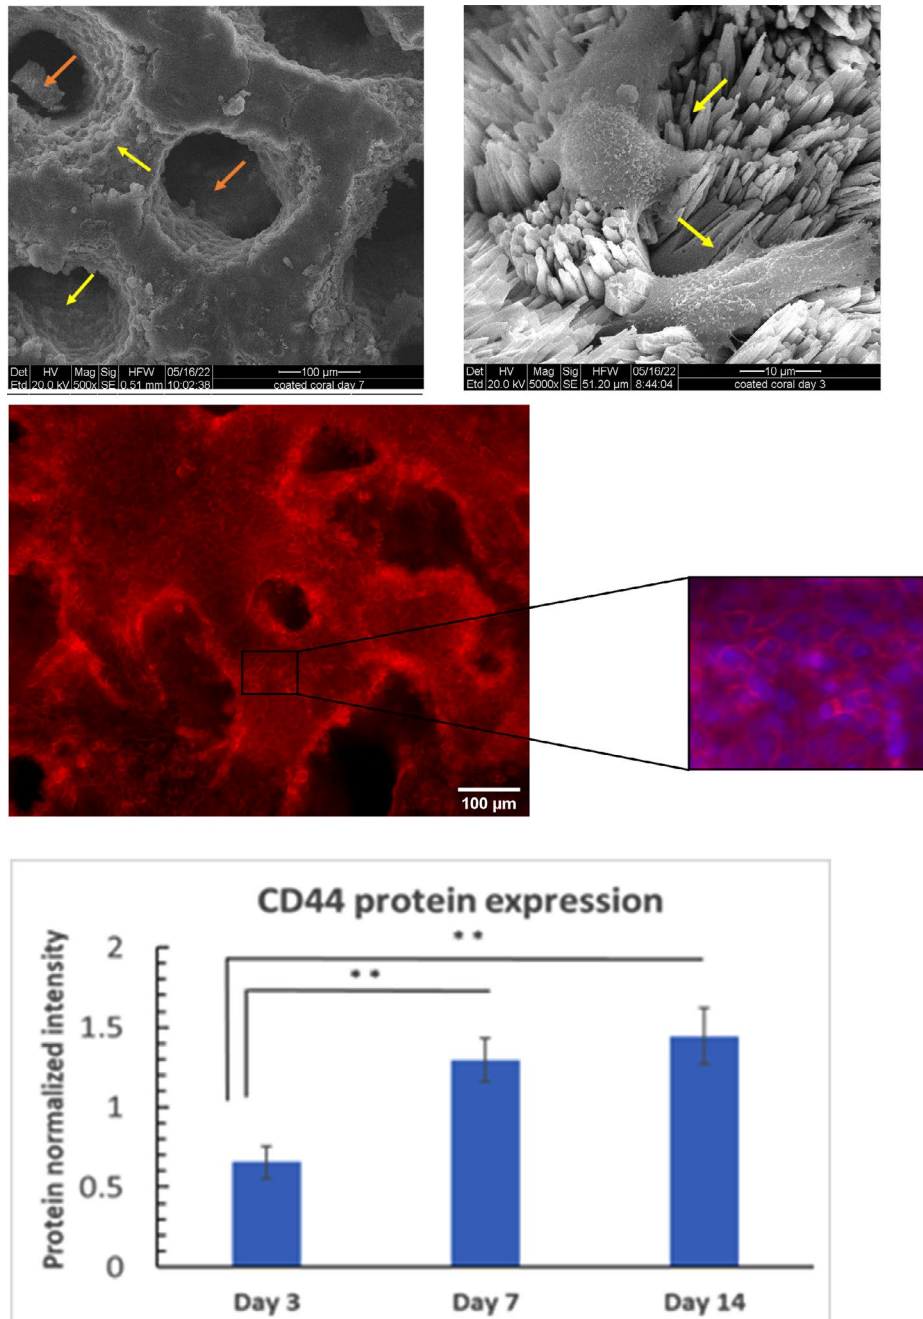 Det HV Mag Sig HFW 05/16/22 100 µm
Etd 20.0 kV 500x SE 0.51 mm 10:02:38 coated coral day 7
Det HV Mag Sig HFW 05/16/22 10 µm
Etd 20.0 kV 5000x SE 51.20 µm 8:44:04 coated coral day 3
100 µm
CD44 protein expression
Protein normalized intensity
2
1.5
1
0.5
0
* *
* *
Day 3 Day 7 Day 14